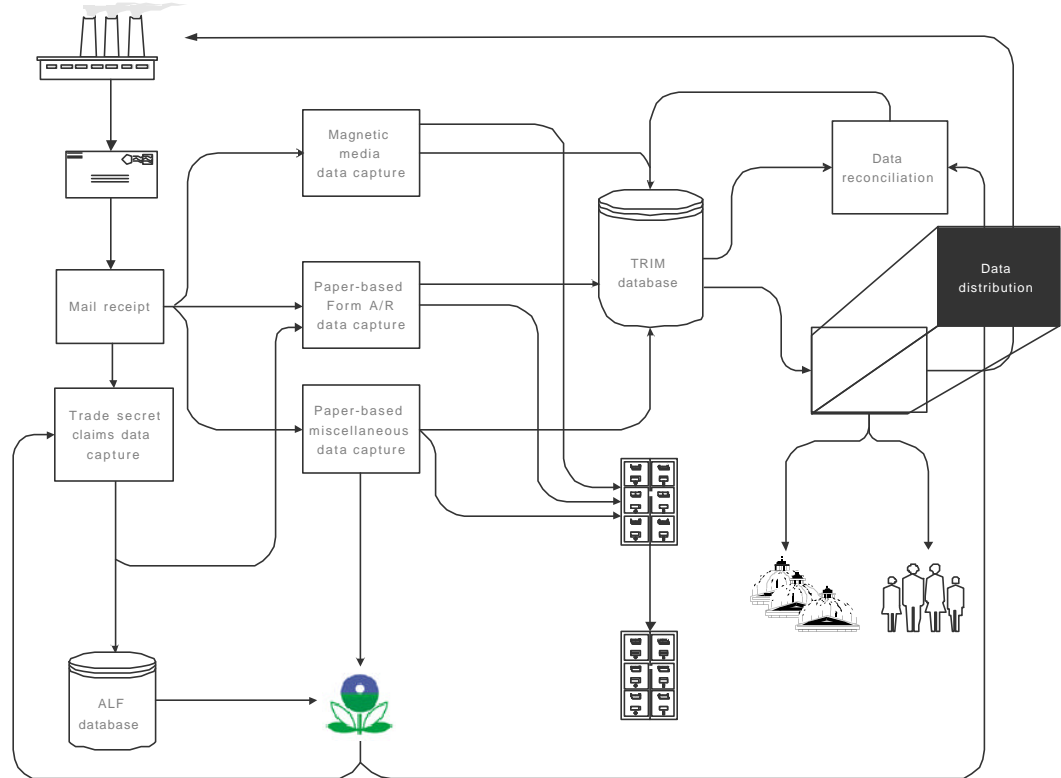 Magnetic
media
data capture
Data
reconciliation
TRIM
database
Data
distribution
Mail receipt
Paper-based
Form A/R
data capture
Trade secret
claims data
capture
Paper-based
miscellaneous
data capture
ALF
database